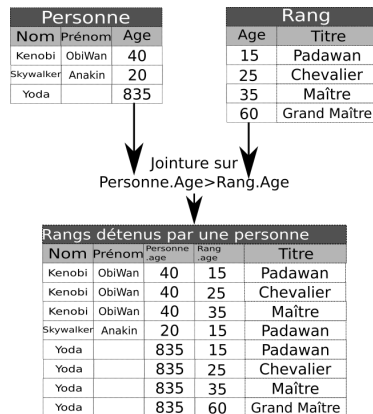 Personne
Nom Prénom Age
Kenobi ObiWan 40
Skywalker Anakin 20
Yoda 835
Rang
Age Titre
15 Padawan
25 Chevalier
35 Maître
60 Grand Maître
Jointure sur
Personne.Age>Rang.Age
Rangs détenus par une personne
Nom Prénom Personne.age Rang.age Titre
Kenobi ObiWan 40 15 Padawan
Kenobi ObiWan 40 25 Chevalier
Kenobi ObiWan 40 35 Maître
Skywalker Anakin 20 15 Padawan
Yoda 835 15 Padawan
Yoda 835 25 Chevalier
Yoda 835 35 Maître
Yoda 835 60 Grand Maître